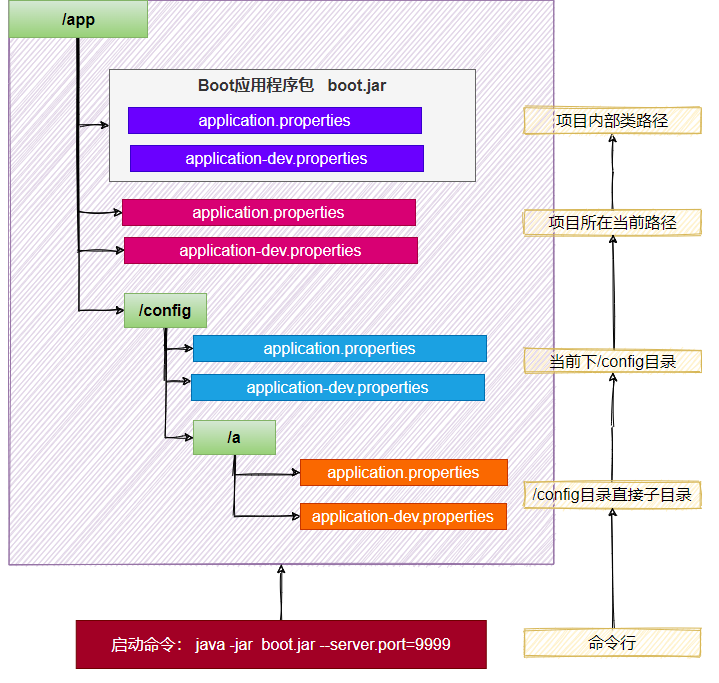 /app
Boot应用程序包 boot.jar
application.properties
application-dev.properties
application.properties
application-dev.properties
/config
application.properties
application-dev.properties
/a
application.properties
application-dev.properties
启动命令： java -jar boot.jar --server.port=9999
项目内部类路径
项目所在当前路径
当前下/config目录
/config目录直接子目录
命令行